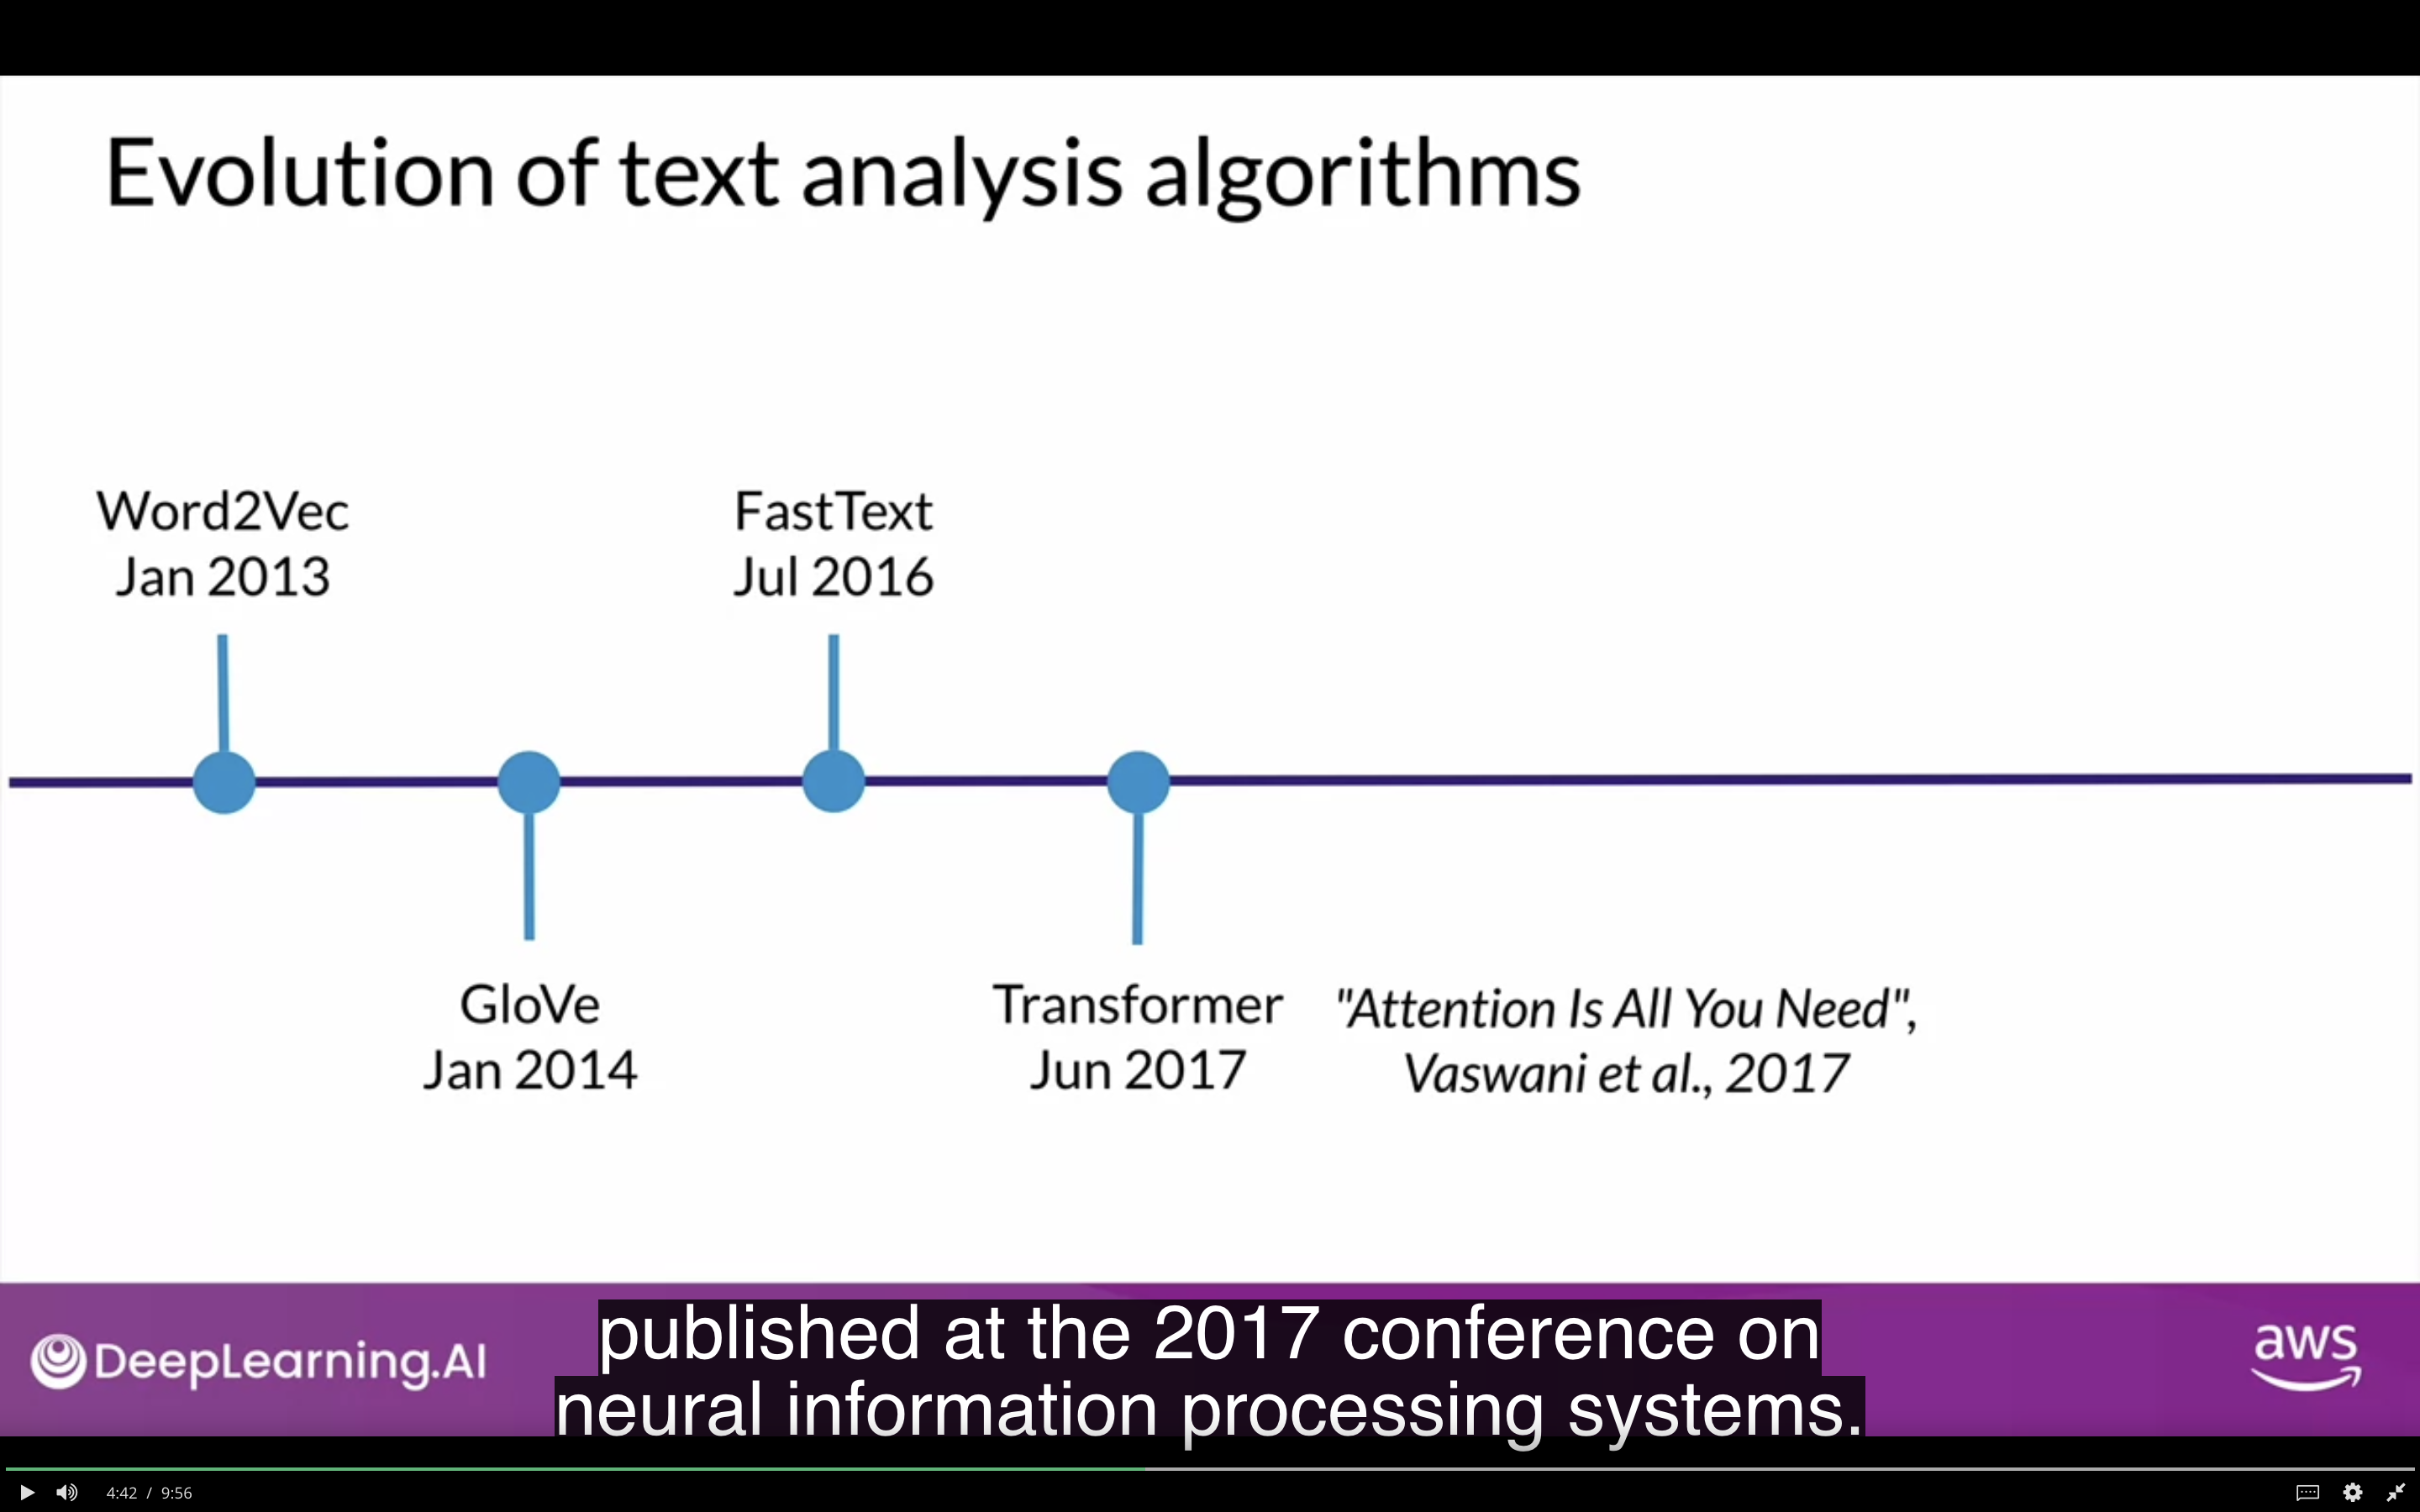 Evolution of text analysis algorithms
Word2Vec
Jan 2013
FastText
Jul 2016
GloVe
Jan 2014
Transformer
Jun 2017
"Attention Is All You Need",
Vaswani et al., 2017
DeepLearning.AI
published at the 2017 conference on
neural information processing systems.
aws
4:42 / 9:56